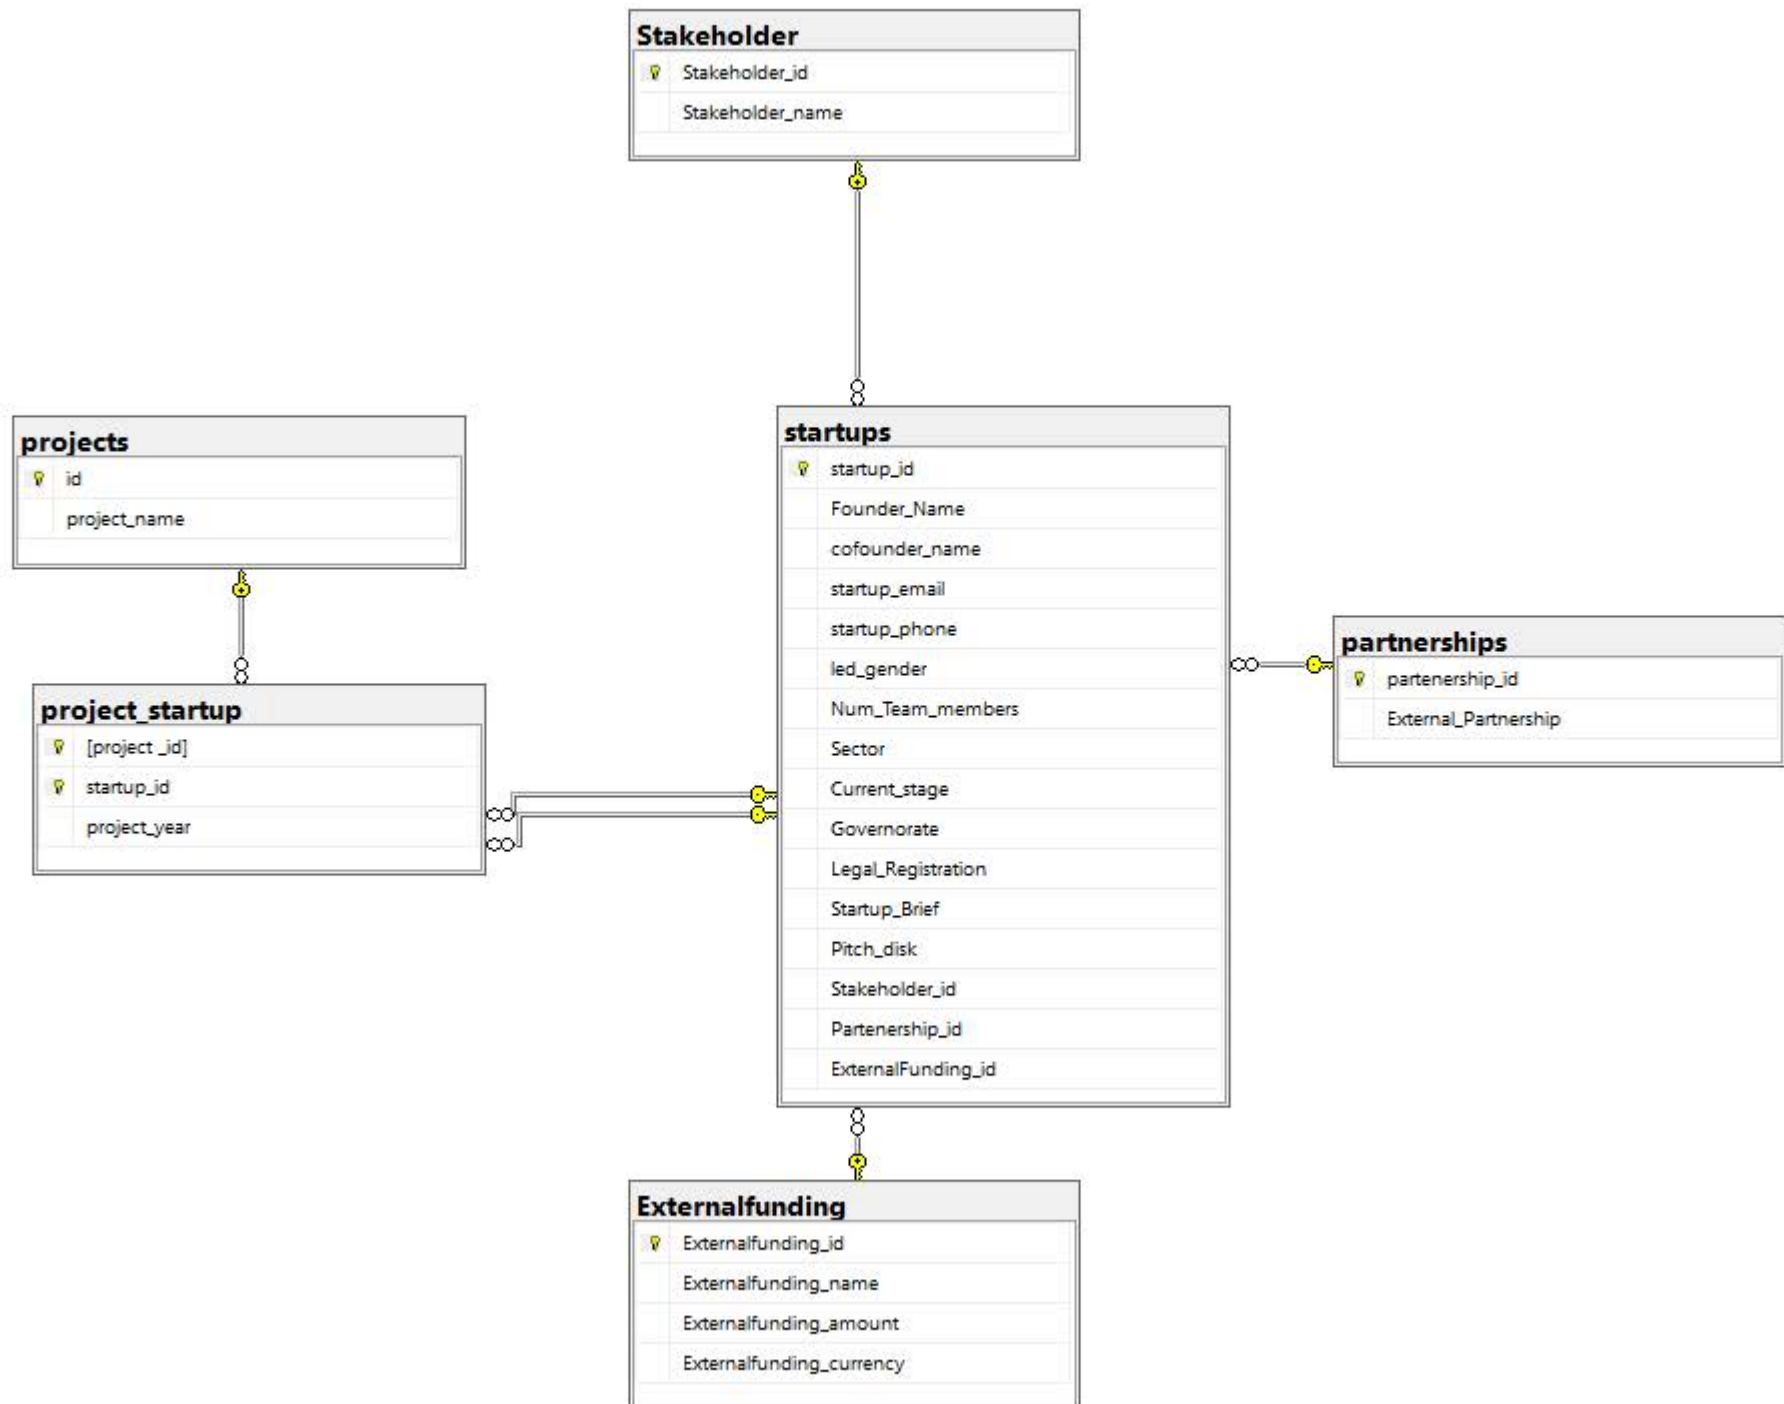 Stakeholder
Stakeholder_id
Stakeholder_name
projects
id
project_name
project_startup
[project _id]
startup_id
project_year
startups
startup_id
Founder_Name
cofounder_name
startup_email
startup_phone
led_gender
Num_Team_members
Sector
Current_stage
Governorate
Legal_Registration
Startup_Brief
Pitch_disk
Stakeholder_id
Partenership_id
ExternalFunding_id
partnerships
partenership_id
External_Partnership
Externalfunding
Externalfunding_id
Externalfunding_name
Externalfunding_amount
Externalfunding_currency